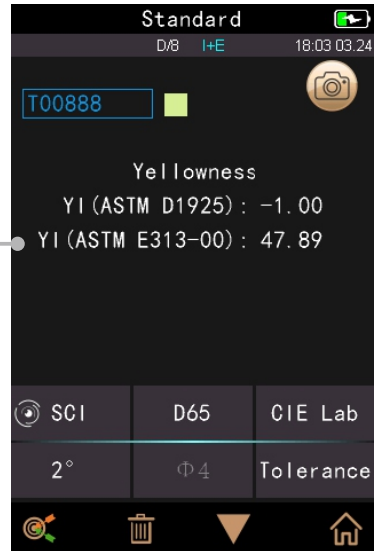 Standard
D/8 I+E 18:03 03.24
T00888
Yellowness
YI(ASTM D1925): -1.00
YI(ASTM E313-00): 47.89
SCI D65 CIE Lab
2° Φ4 Tolerance